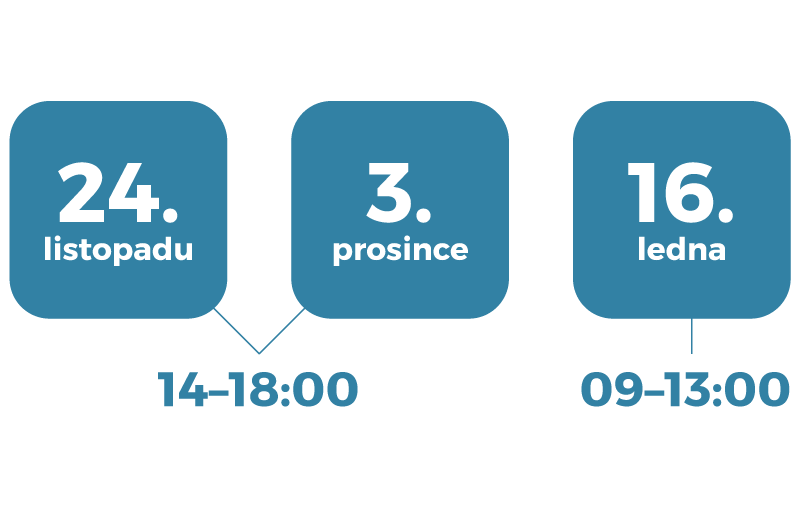 24.
listopadu
3.
prosince
16.
ledna
14–18:00
09–13:00